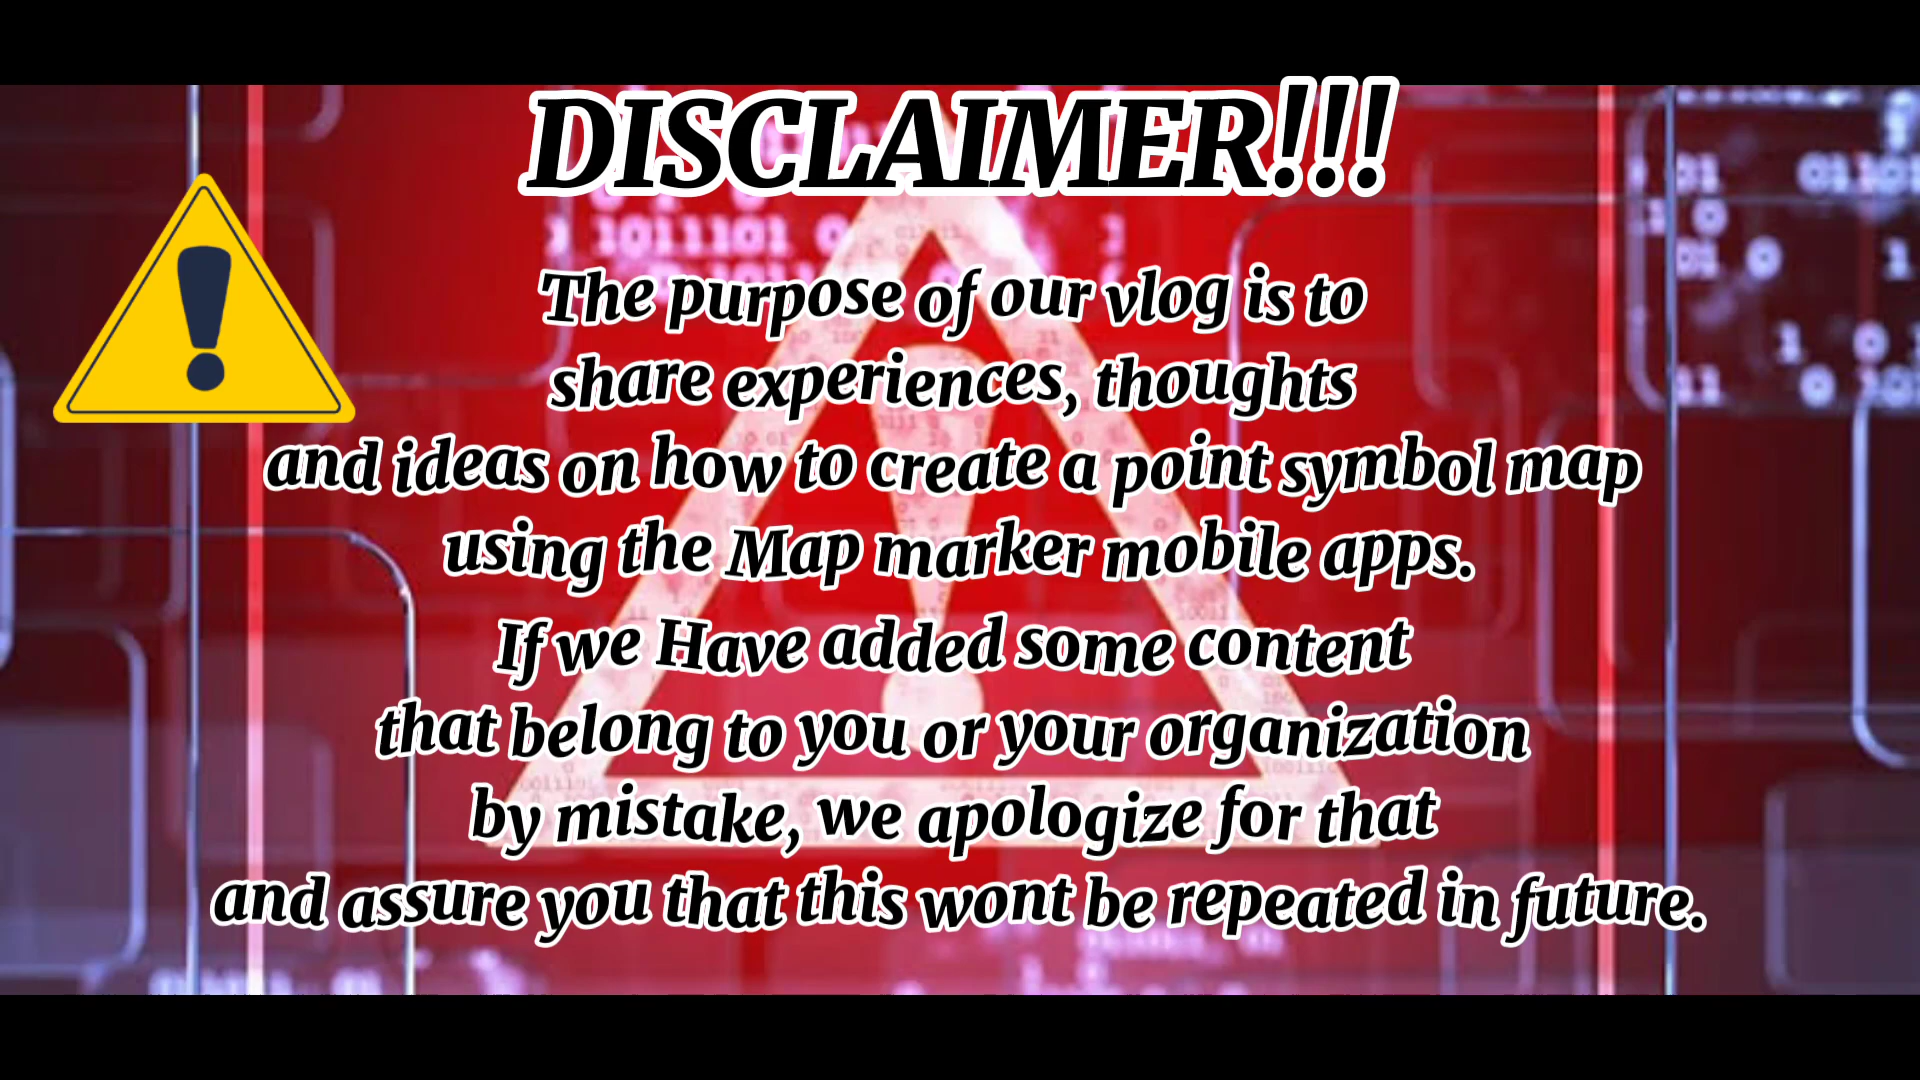 DISCLAIMER!!!
The purpose of our vlog is to
share experiences, thoughts
and ideas on how to create a point symbol map
using the Map marker mobile apps.
If we Have added some content
that belong to you or your organization
by mistake, we apologize for that
and assure you that this wont be repeated in future.